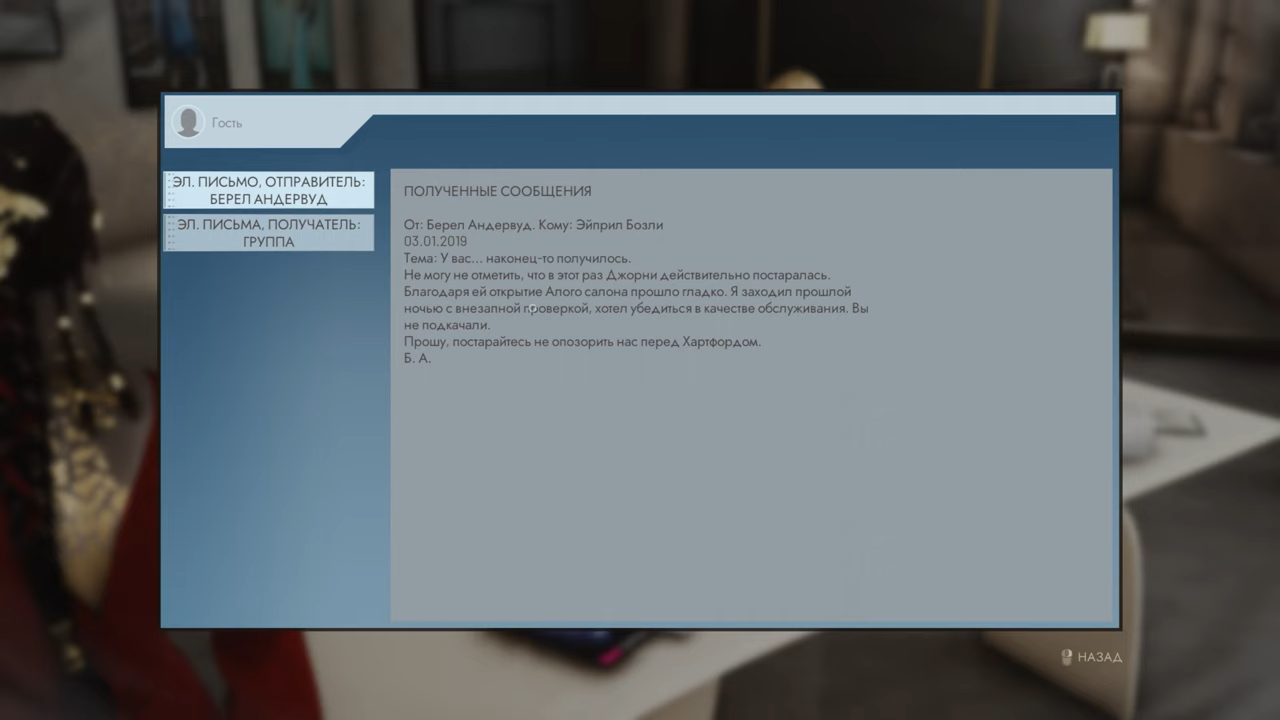 Гость
ЭЛ. ПИСЬМО, ОТПРАВИТЕЛЬ:
БЕРЕЛ АНДЕРВУД
ЭЛ. ПИСЬМА, ПОЛУЧАТЕЛЬ:
ГРУППА
ПОЛУЧЕННЫЕ СООБЩЕНИЯ
От: Берел Андервуд. Кому: Эйприл Бозли
03.01.2019
Тема: У вас... наконец-то получилось.
Не могу не отметить, что в этот раз Джорни действительно постаралась.
Благодаря ей открытие Алого салона прошло гладко. Я заходил прошлой
ночью с внезапной проверкой, хотел убедиться в качестве обслуживания. Вы
не подкачали.
Прошу, постарайтесь не опозорить нас перед Хартфордом.
Б. А.
НАЗАД